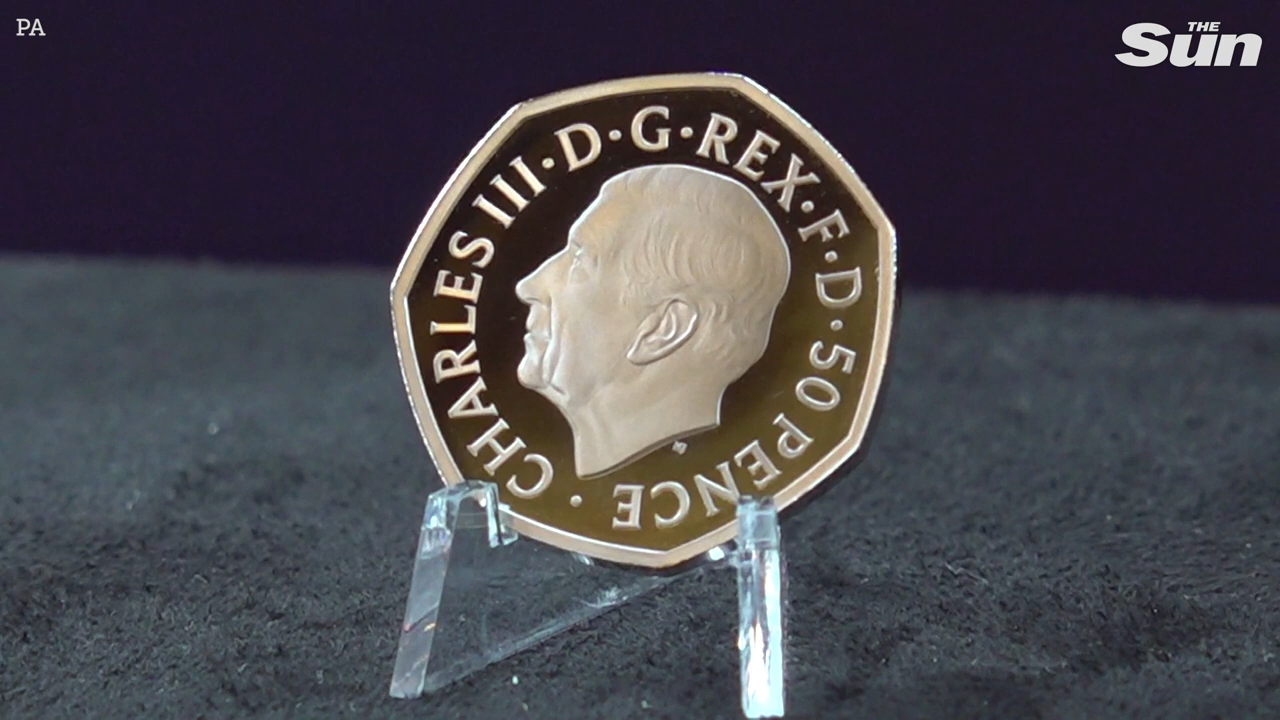 PA
THE
Sun
CHARLES III · D · G · REX · F · D · 50 PENCE ·